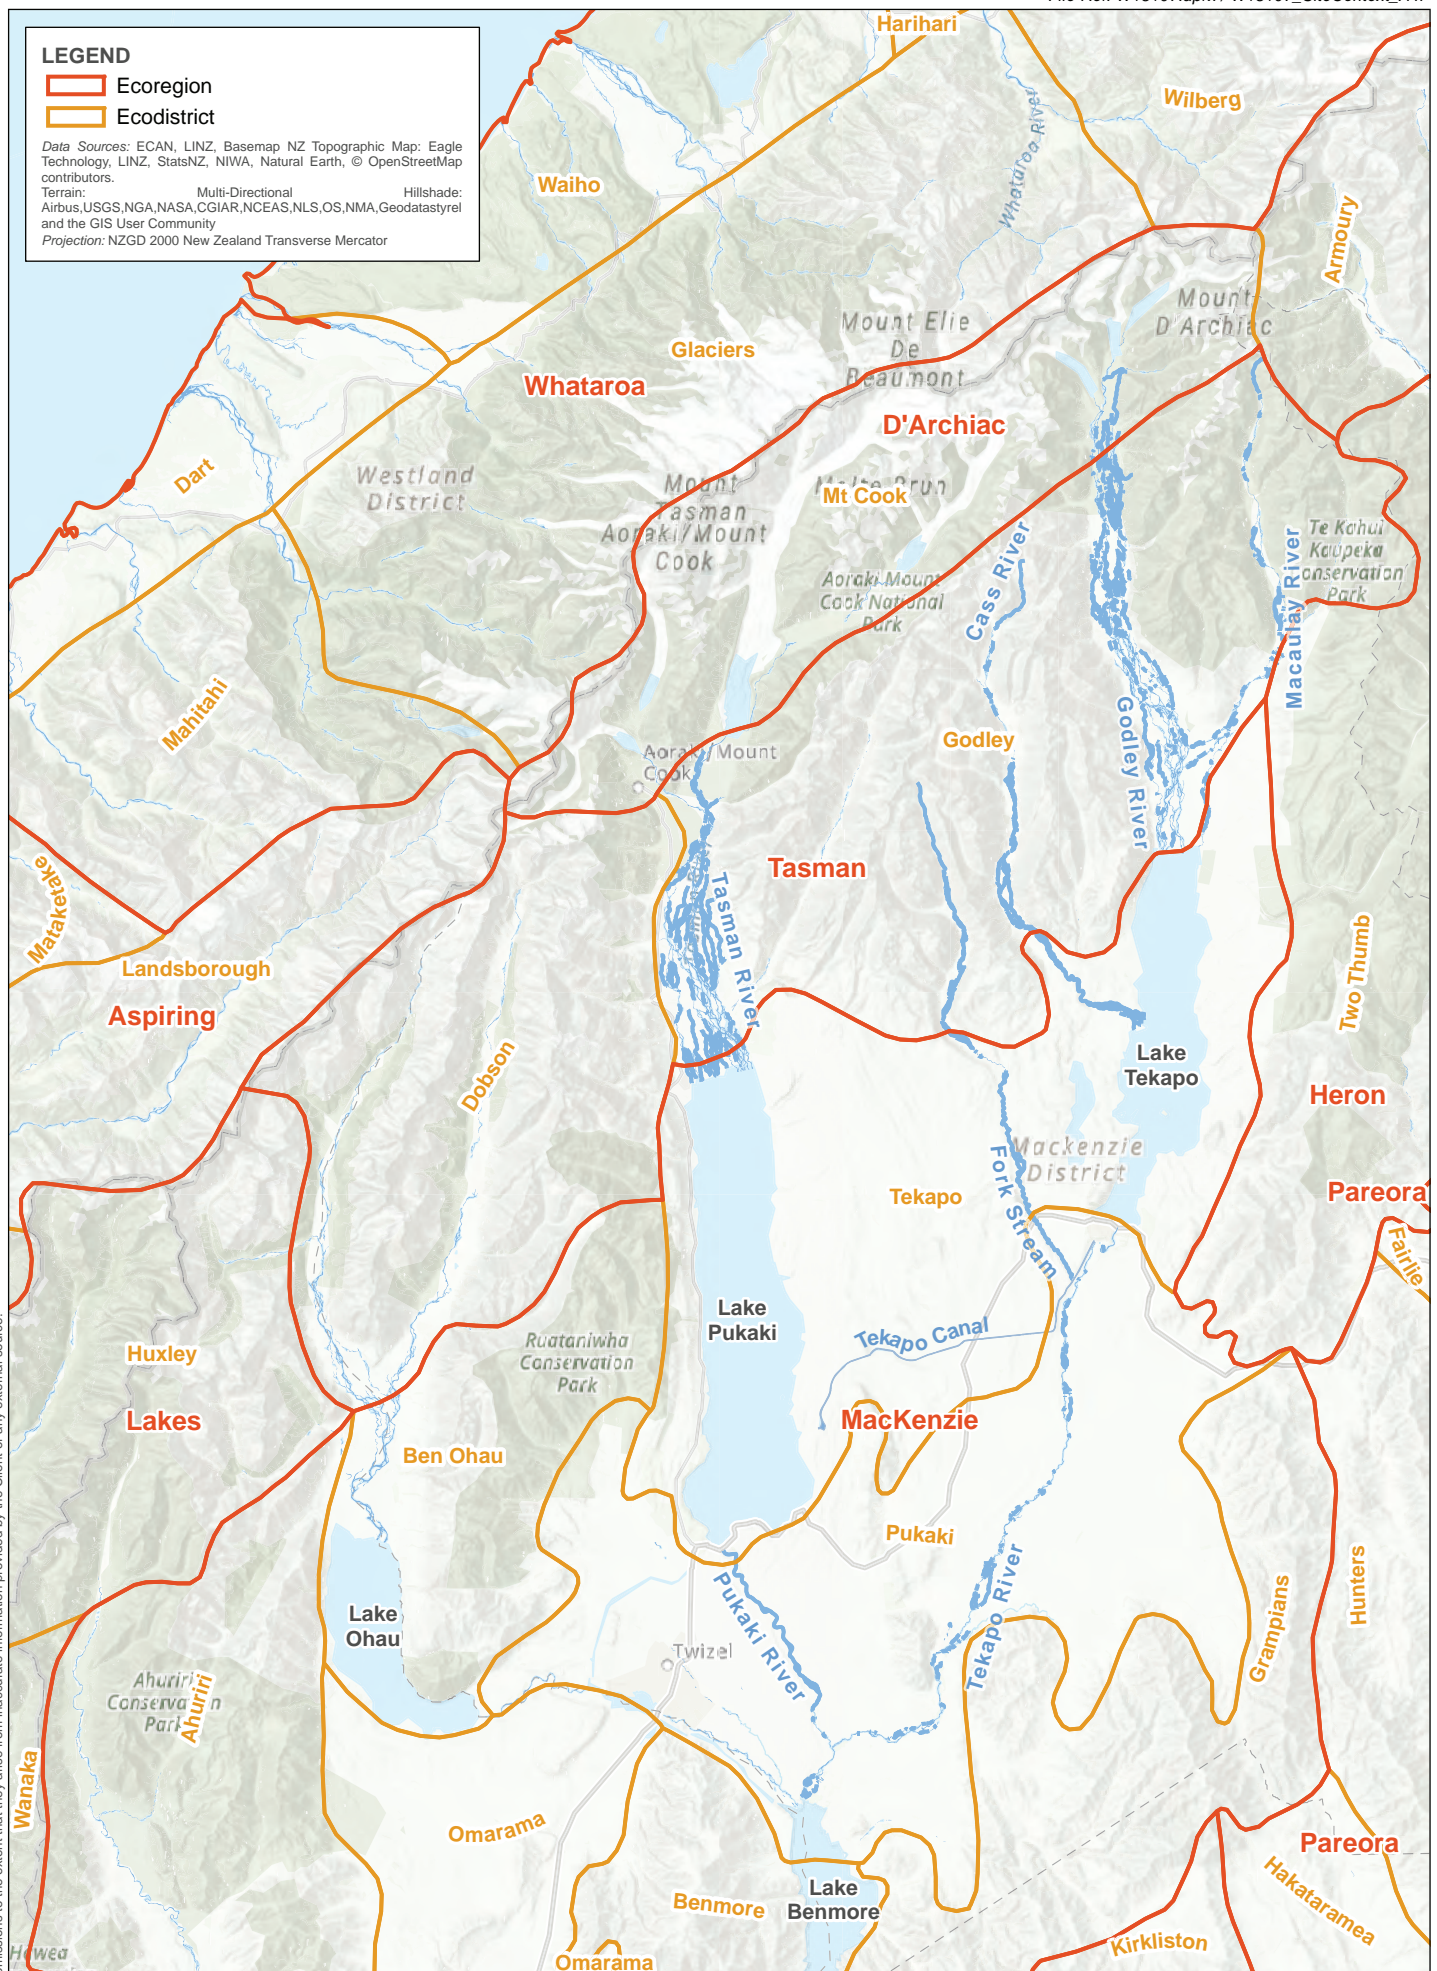 LEGEND
Ecoregion
Ecodistrict
Data Sources: ECAN, LINZ, Basemap NZ Topographic Map: Eagle
Technology, LINZ, StatsNZ, NIWA, Natural Earth, © OpenStreetMap
contributors.
Terrain: Multi-Directional Hillshade:
Airbus,USGS,NGA,NASA,CGIAR,NCEAS,NLS,OS,NMA,Geodatastyrel
and the GIS User Community
Projection: NZGD 2000 New Zealand Transverse Mercator
Harihari
Wilberg
Whataroa River
Waiho
Armoury
Mount
D'Archiac
Mount Elie
De
Beaumont
Glaciers
Whataroa
D'Archiac
Dart
Westland
District
Mount
Tasman
Aoraki/Mount
Cook
Malte Brun
Mt Cook
Te Kahui
Kaupeka
Conservation
Park
Aoraki Mount
Cook National
Park
Cass River
Macaulay River
Mahitahi
Godley River
Godley
Aoraki/Mount
Cook
Tasman
Tasman River
Mataketake
Landsborough
Aspiring
Two Thumb
Dobson
Lake
Tekapo
Heron
Mackenzie
District
Fork Stream
Tekapo
Pareora
Fairlie
Lake
Pukaki
Tekapo Canal
Ruataniwha
Conservation
Park
Huxley
Lakes
MacKenzie
Ben Ohau
Pukaki
Tekapo River
Pukaki River
Hunters
Grampians
Lake
Ohau
Twizel
Ahuriri
Conservation
Park
Ahuriri
Wanaka
Omarama
Pareora
Hakataramea
Lake
Benmore
Benmore
Kirkliston
Omarama
Hawea